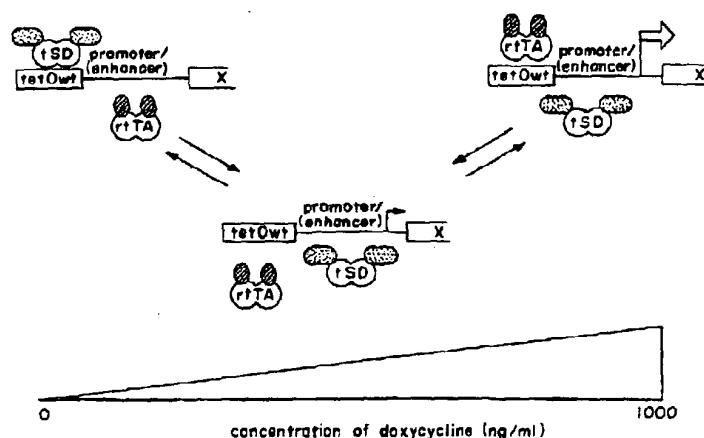 tSD
promoter/
(enhancer)
tetOwt
X
rtTA
rtTA
promoter/
(enhancer)
tetOwt
X
tSD
promoter/
(enhancer)
tetOwt
X
tSD
rtTA
0
1000
concentration of doxycycline (ng/ml)